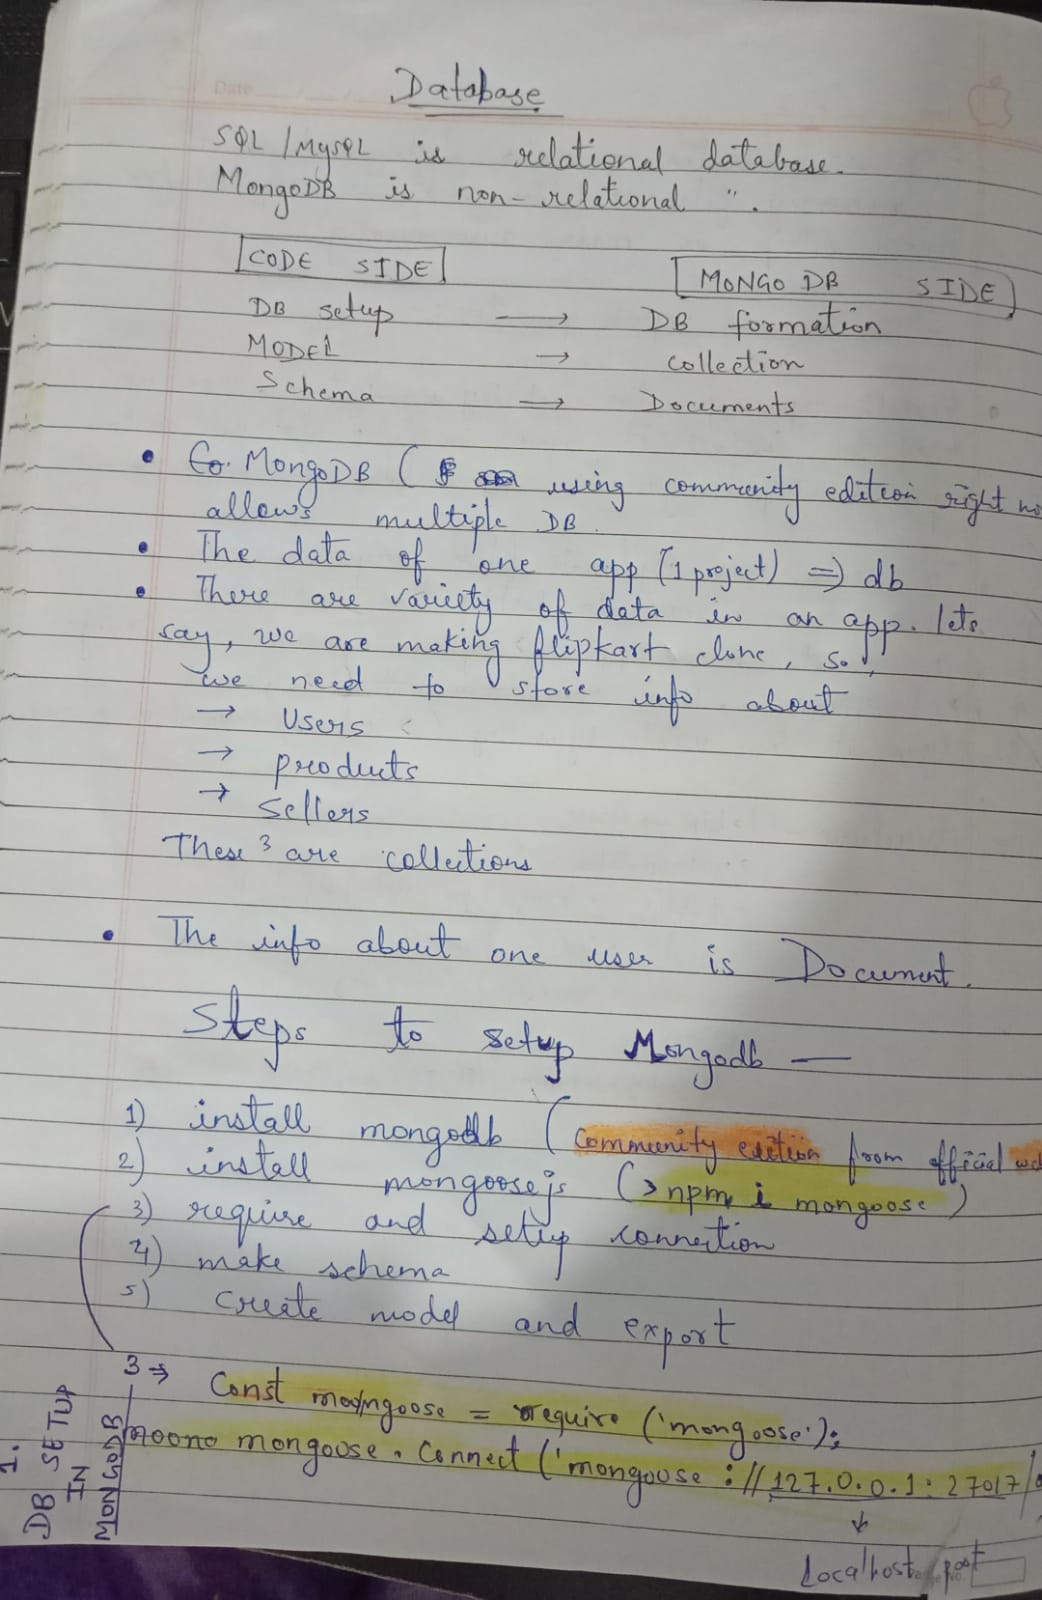 Date
Database
SQL / MySQL is relational database.
MongoDB is non-relational ".
CODE SIDE
MONGO DB SIDE
DB setup → DB formation
MODEL → collection
Schema → Documents
• MongoDB ( using community edition right
allows multiple DB.
• The data of one app (1 project) => db
• There are variety of data in an app. lets
say, we are making flipkart clone, so,
we need to store info about
→ Users
→ products
→ Sellers
These 3 are collections
• The info about one user is Document.
Steps to setup Mongodb —
1) install mongodb (Community edition from official
2) install mongoosejs (>npm i mongoose)
3) require and setup connection
4) make schema
5) create model and export
3 ⇒ Const mongoose = require ('mongoose');
mongoose. Connect ('mongoose://127.0.0.1:27017/
↓
Localhost port
1.
DB SETUP
IN
MONGODB